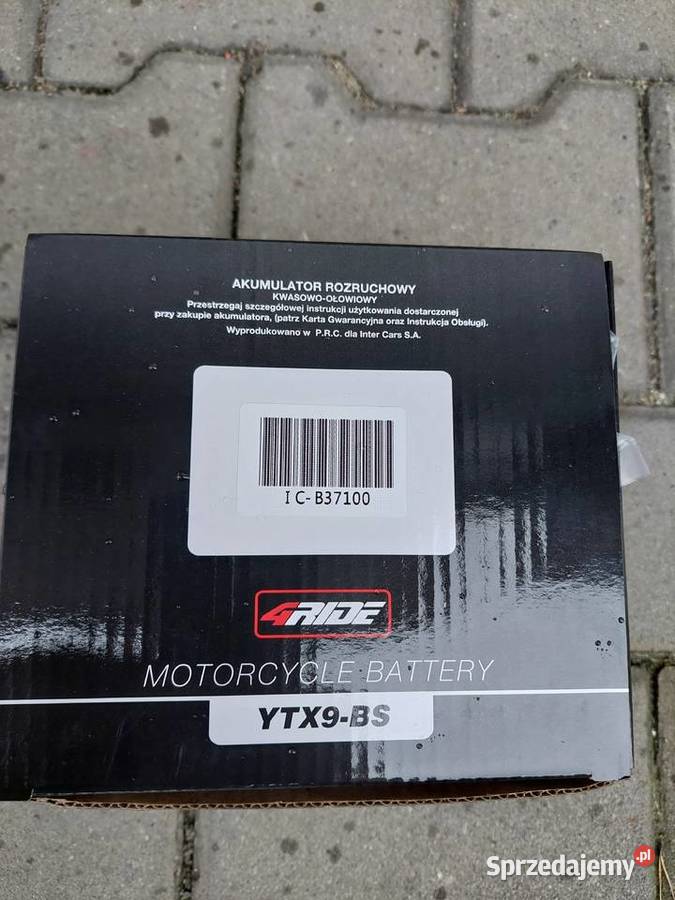 AKUMULATOR ROZRUCHOWY
KWASOWO-OŁOWIOWY
Przestrzegaj szczegółowej instrukcji użytkowania dostarczonej
przy zakupie akumulatora, (patrz Karta Gwarancyjna oraz Instrukcja Obsługi).
Wyprodukowano w P.R.C. dla Inter Cars S.A.
IC-B37100
4RIDE
MOTORCYCLE BATTERY
YTX9-BS
Sprzedajemy.pl